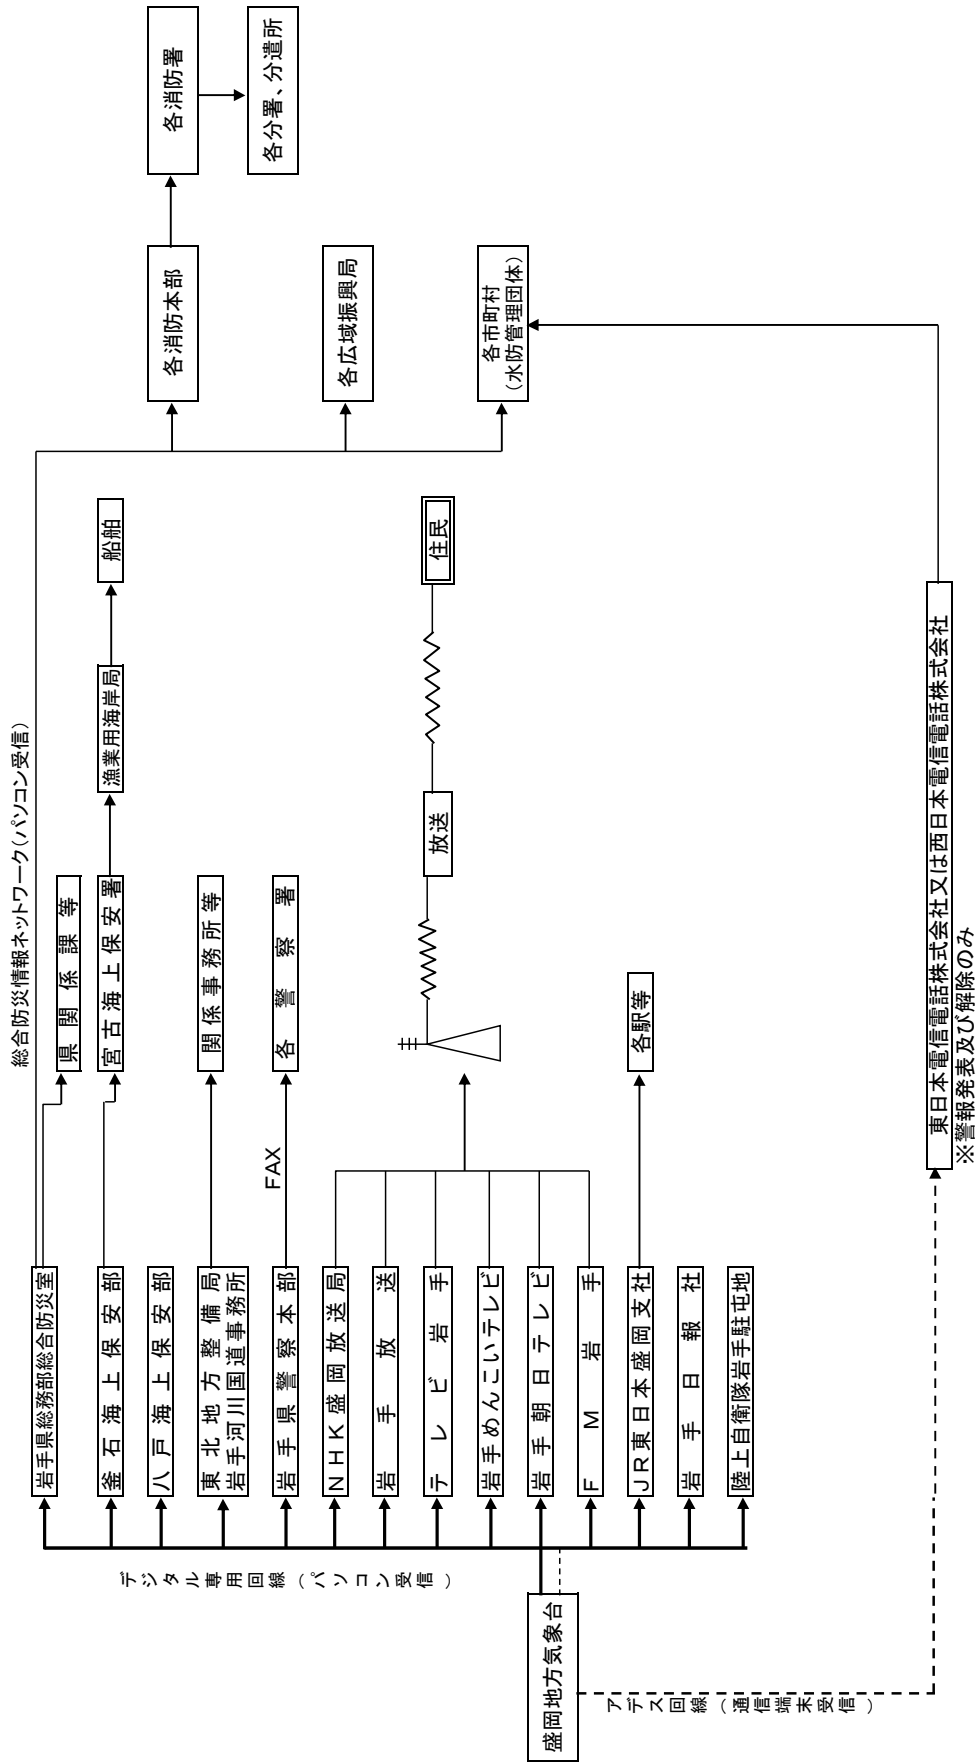 盛岡地方気象台
デジタル専用回線(パソコン受信)
アデス回線(通信端末受信)
岩手県総務部総合防災室
釜石海上保安部
八戸海上保安部
東北地方整備局
岩手河川国道事務所
岩手県警察本部
NHK盛岡放送局
岩手放送
テレビ岩手
岩手めんこいテレビ
岩手朝日テレビ
FM岩手
JR東日本盛岡支社
岩手日報社
陸上自衛隊岩手駐屯地
総合防災情報ネットワーク(パソコン受信)
県関係課等
宮古海上保安署
漁業用海岸局
船舶
関係事務所等
FAX
各警察署
放送
住民
各駅等
東日本電信電話株式会社又は西日本電信電話株式会社
※警報発表及び解除のみ
各消防本部
各消防署
各分署、分遣所
各広域振興局
各市町村
(水防管理団体)